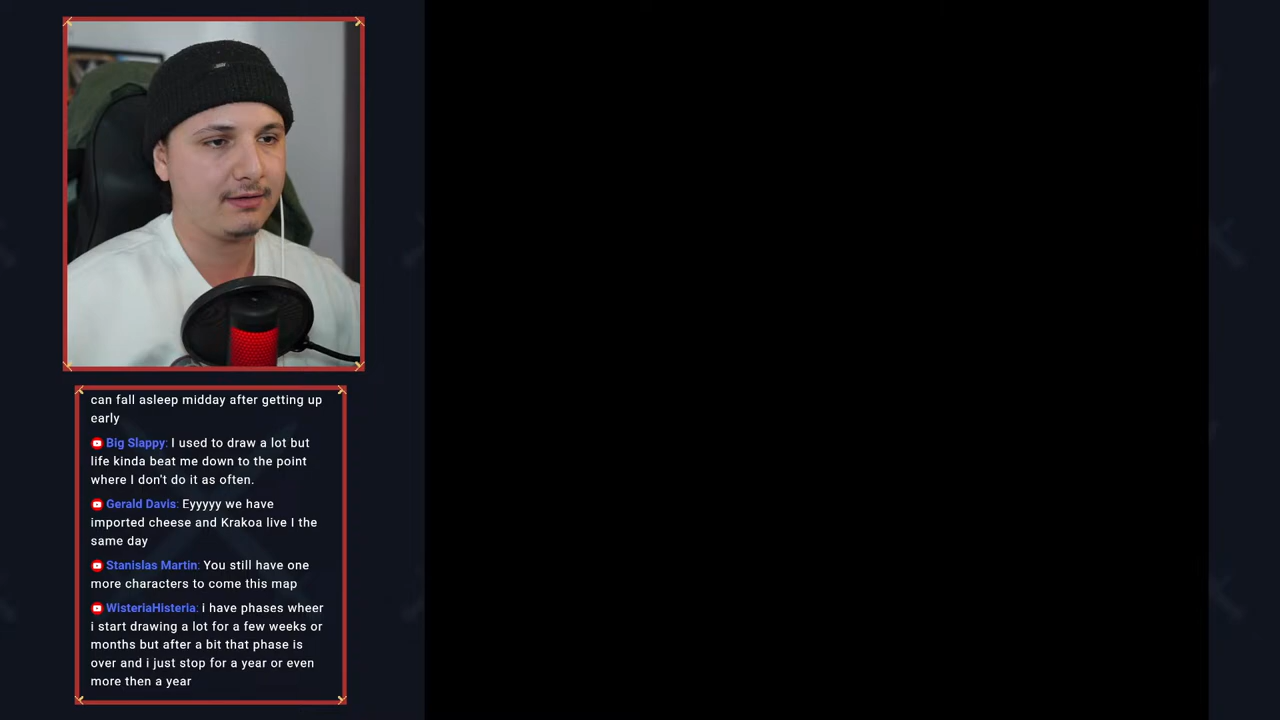 can fall asleep midday after getting up
early
Big Slappy: I used to draw a lot but
life kinda beat me down to the point
where I don't do it as often.
Gerald Davis: Eyyyyy we have
imported cheese and Krakoa live I the
same day
Stanislas Martin: You still have one
more characters to come this map
WisteriaHisteria: i have phases wheer
i start drawing a lot for a few weeks or
months but after a bit that phase is
over and i just stop for a year or even
more then a year